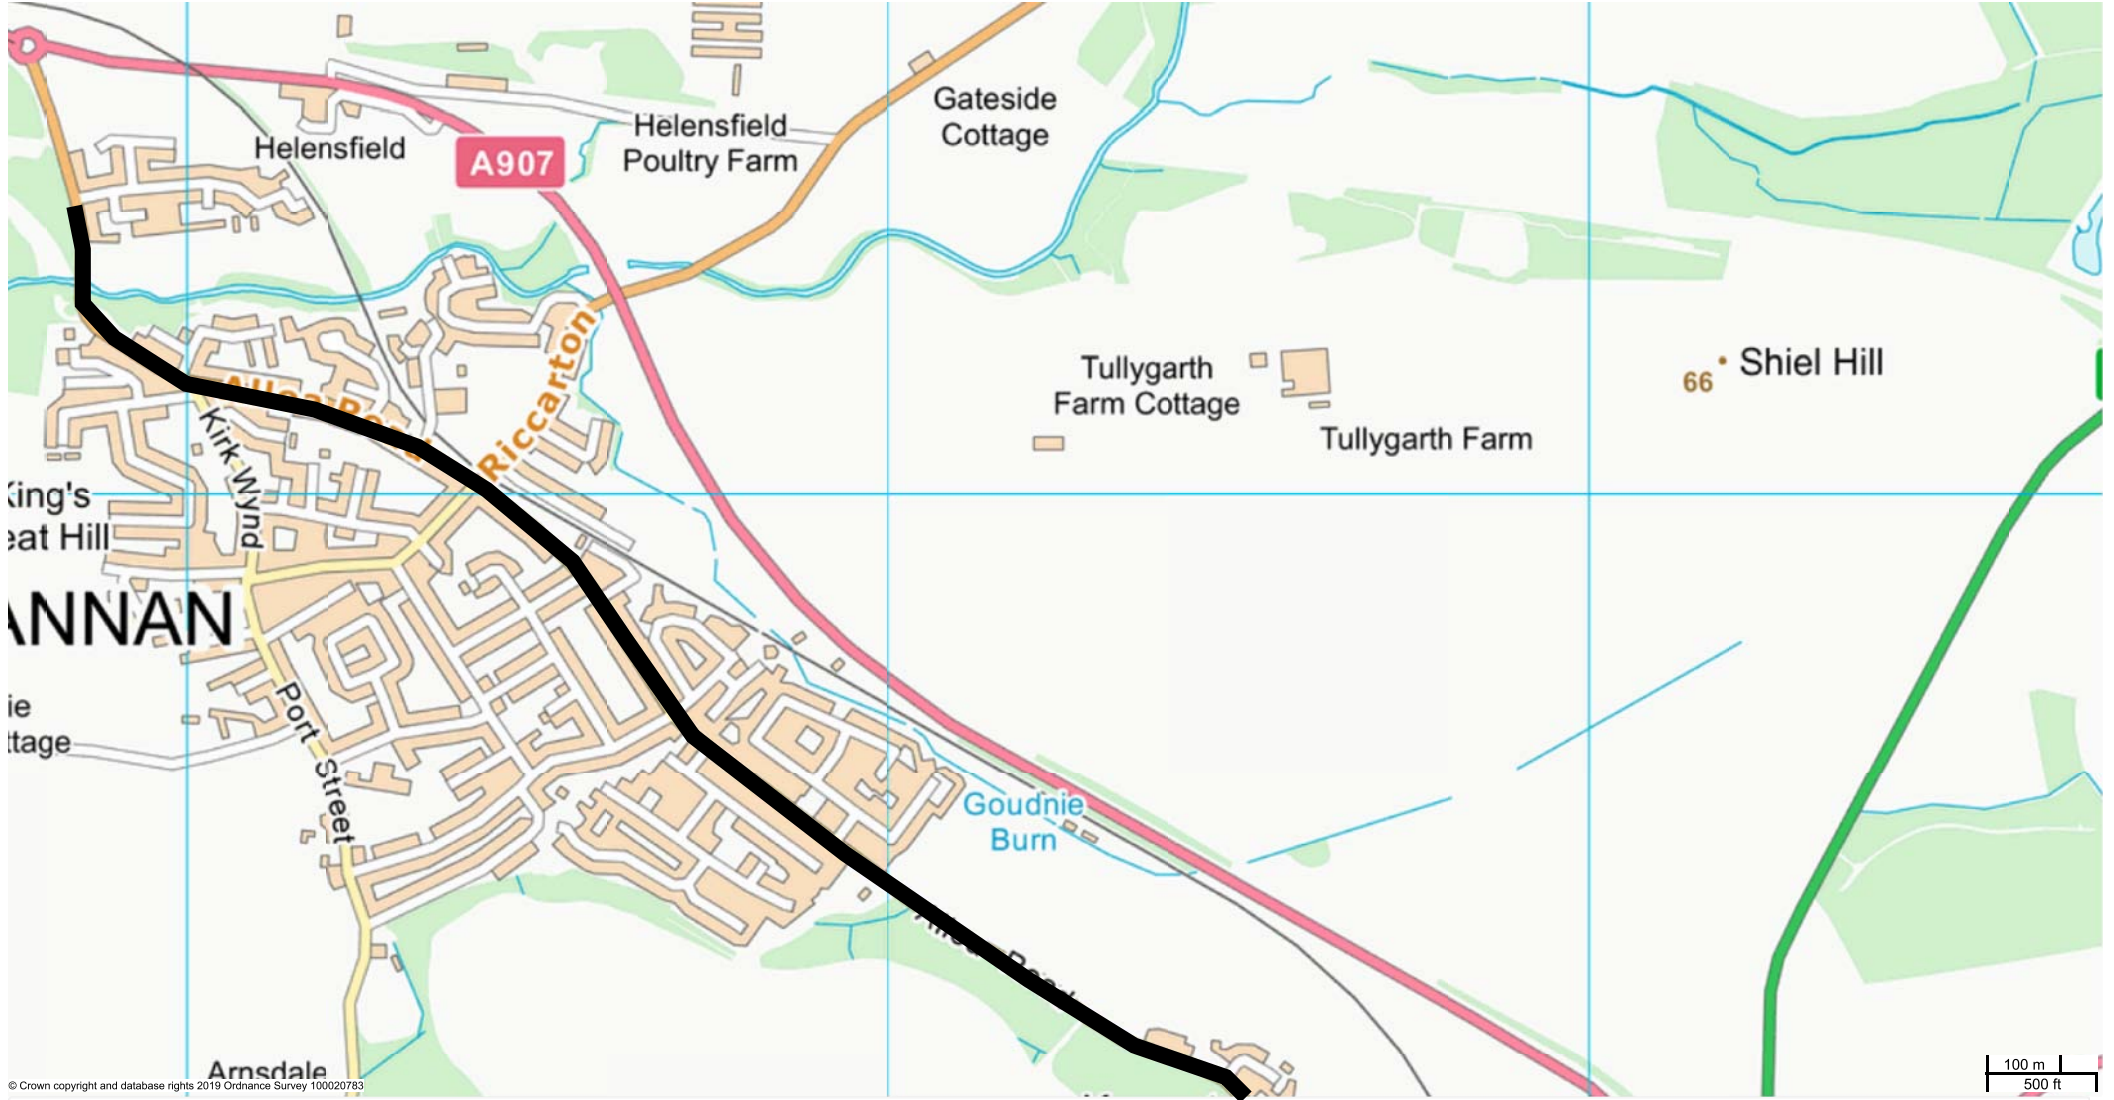 Gateside
Cottage
Helensfield
Poultry Farm
Helensfield
A907
Riccarton
Tullygarth
Farm Cottage
Tullygarth Farm
66
Shiel Hill
Kirk Wynd
King's
eat Hill
ANNAN
ie
ttage
Port Street
Goudnie
Burn
Arnsdale
© Crown copyright and database rights 2019 Ordnance Survey 100020783
100 m
500 ft